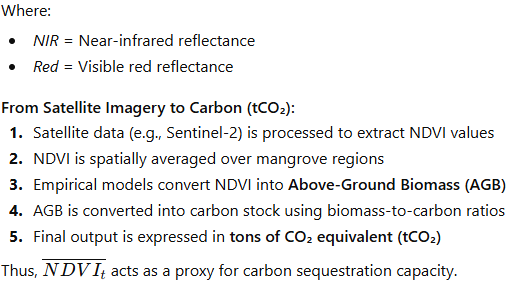 Where:
• NIR = Near-infrared reflectance
• Red = Visible red reflectance
From Satellite Imagery to Carbon (tCO₂):
1. Satellite data (e.g., Sentinel-2) is processed to extract NDVI values
2. NDVI is spatially averaged over mangrove regions
3. Empirical models convert NDVI into Above-Ground Biomass (AGB)
4. AGB is converted into carbon stock using biomass-to-carbon ratios
5. Final output is expressed in tons of CO₂ equivalent (tCO₂)
Thus, $\overline{NDVI_t}$ acts as a proxy for carbon sequestration capacity.